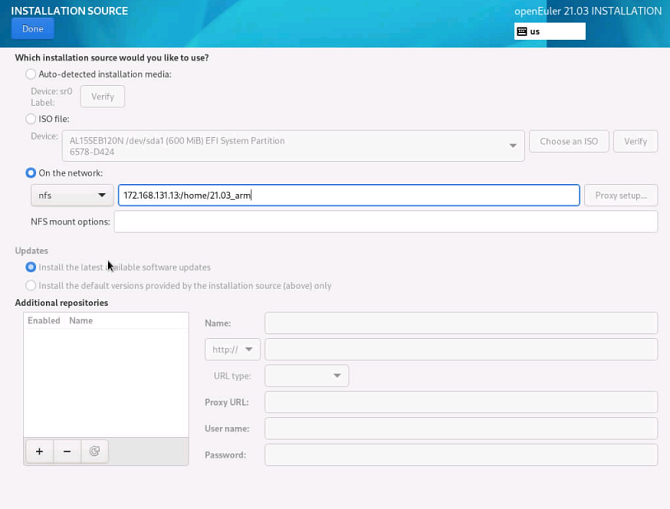 INSTALLATION SOURCE
openEuler 21.03 INSTALLATION
Done
us
Which installation source would you like to use?
Auto-detected installation media:
Device: sr0
Label:
Verify
ISO file:
Device:
AL15SEB120N /dev/sda1 (600 MiB) EFI System Partition
6578-D424
Choose an ISO
Verify
On the network:
nfs
172.168.131.13:/home/21.03_arm
Proxy setup...
NFS mount options:
Updates
Install the latest available software updates
Install the default versions provided by the installation source (above) only
Additional repositories
Enabled Name
Name:
http://
URL type:
Proxy URL:
User name:
Password: